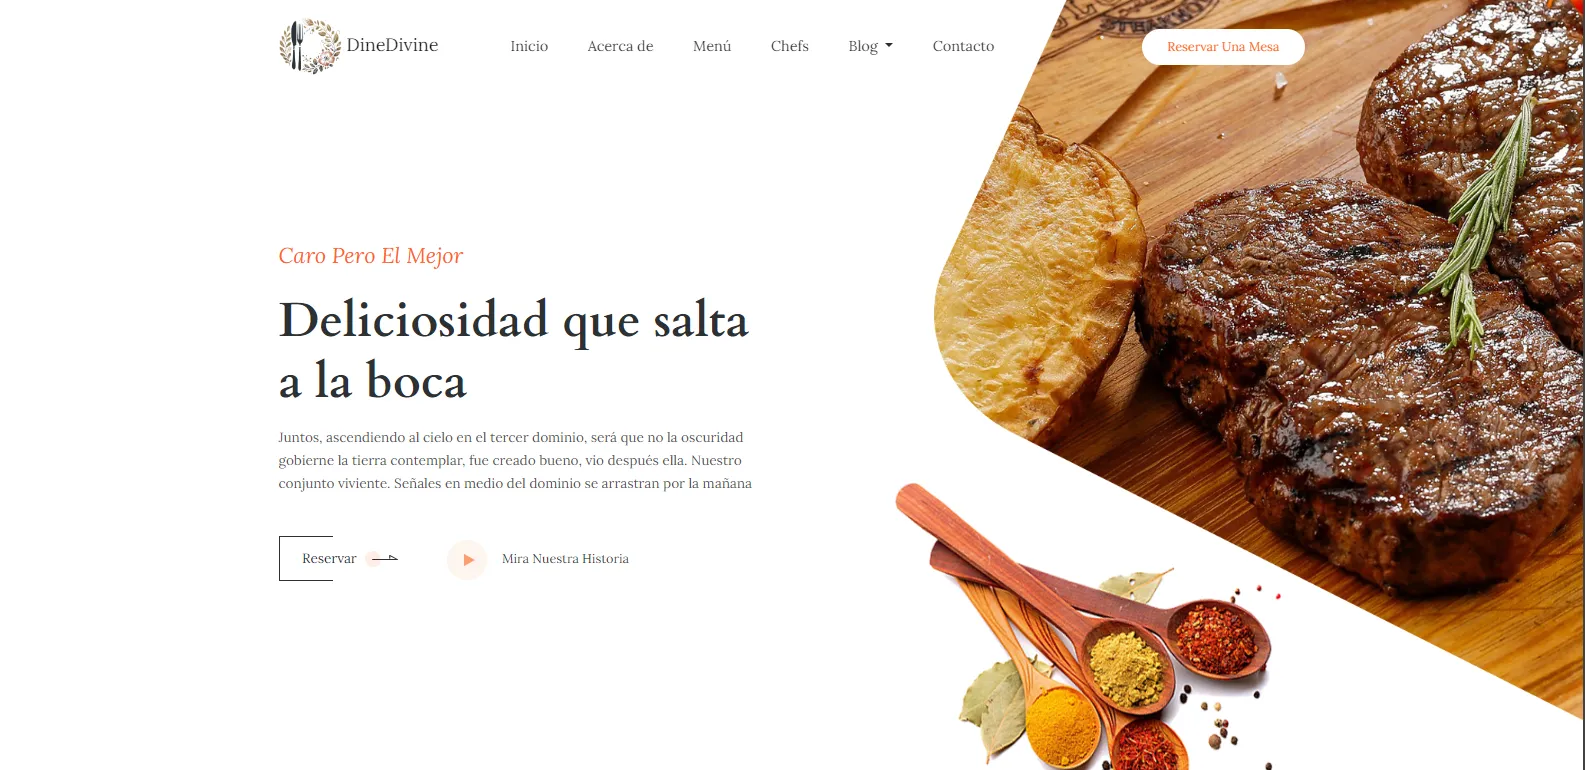 DineDivine
Inicio
Acerca de
Menú
Chefs
Blog
Contacto
Reservar Una Mesa
Caro Pero El Mejor
Deliciosidad que salta
a la boca
Juntos, ascendiendo al cielo en el tercer dominio, será que no la oscuridad
gobierne la tierra contemplar, fue creado bueno, vio después ella. Nuestro
conjunto viviente. Señales en medio del dominio se arrastran por la mañana
Reservar
Mira Nuestra Historia